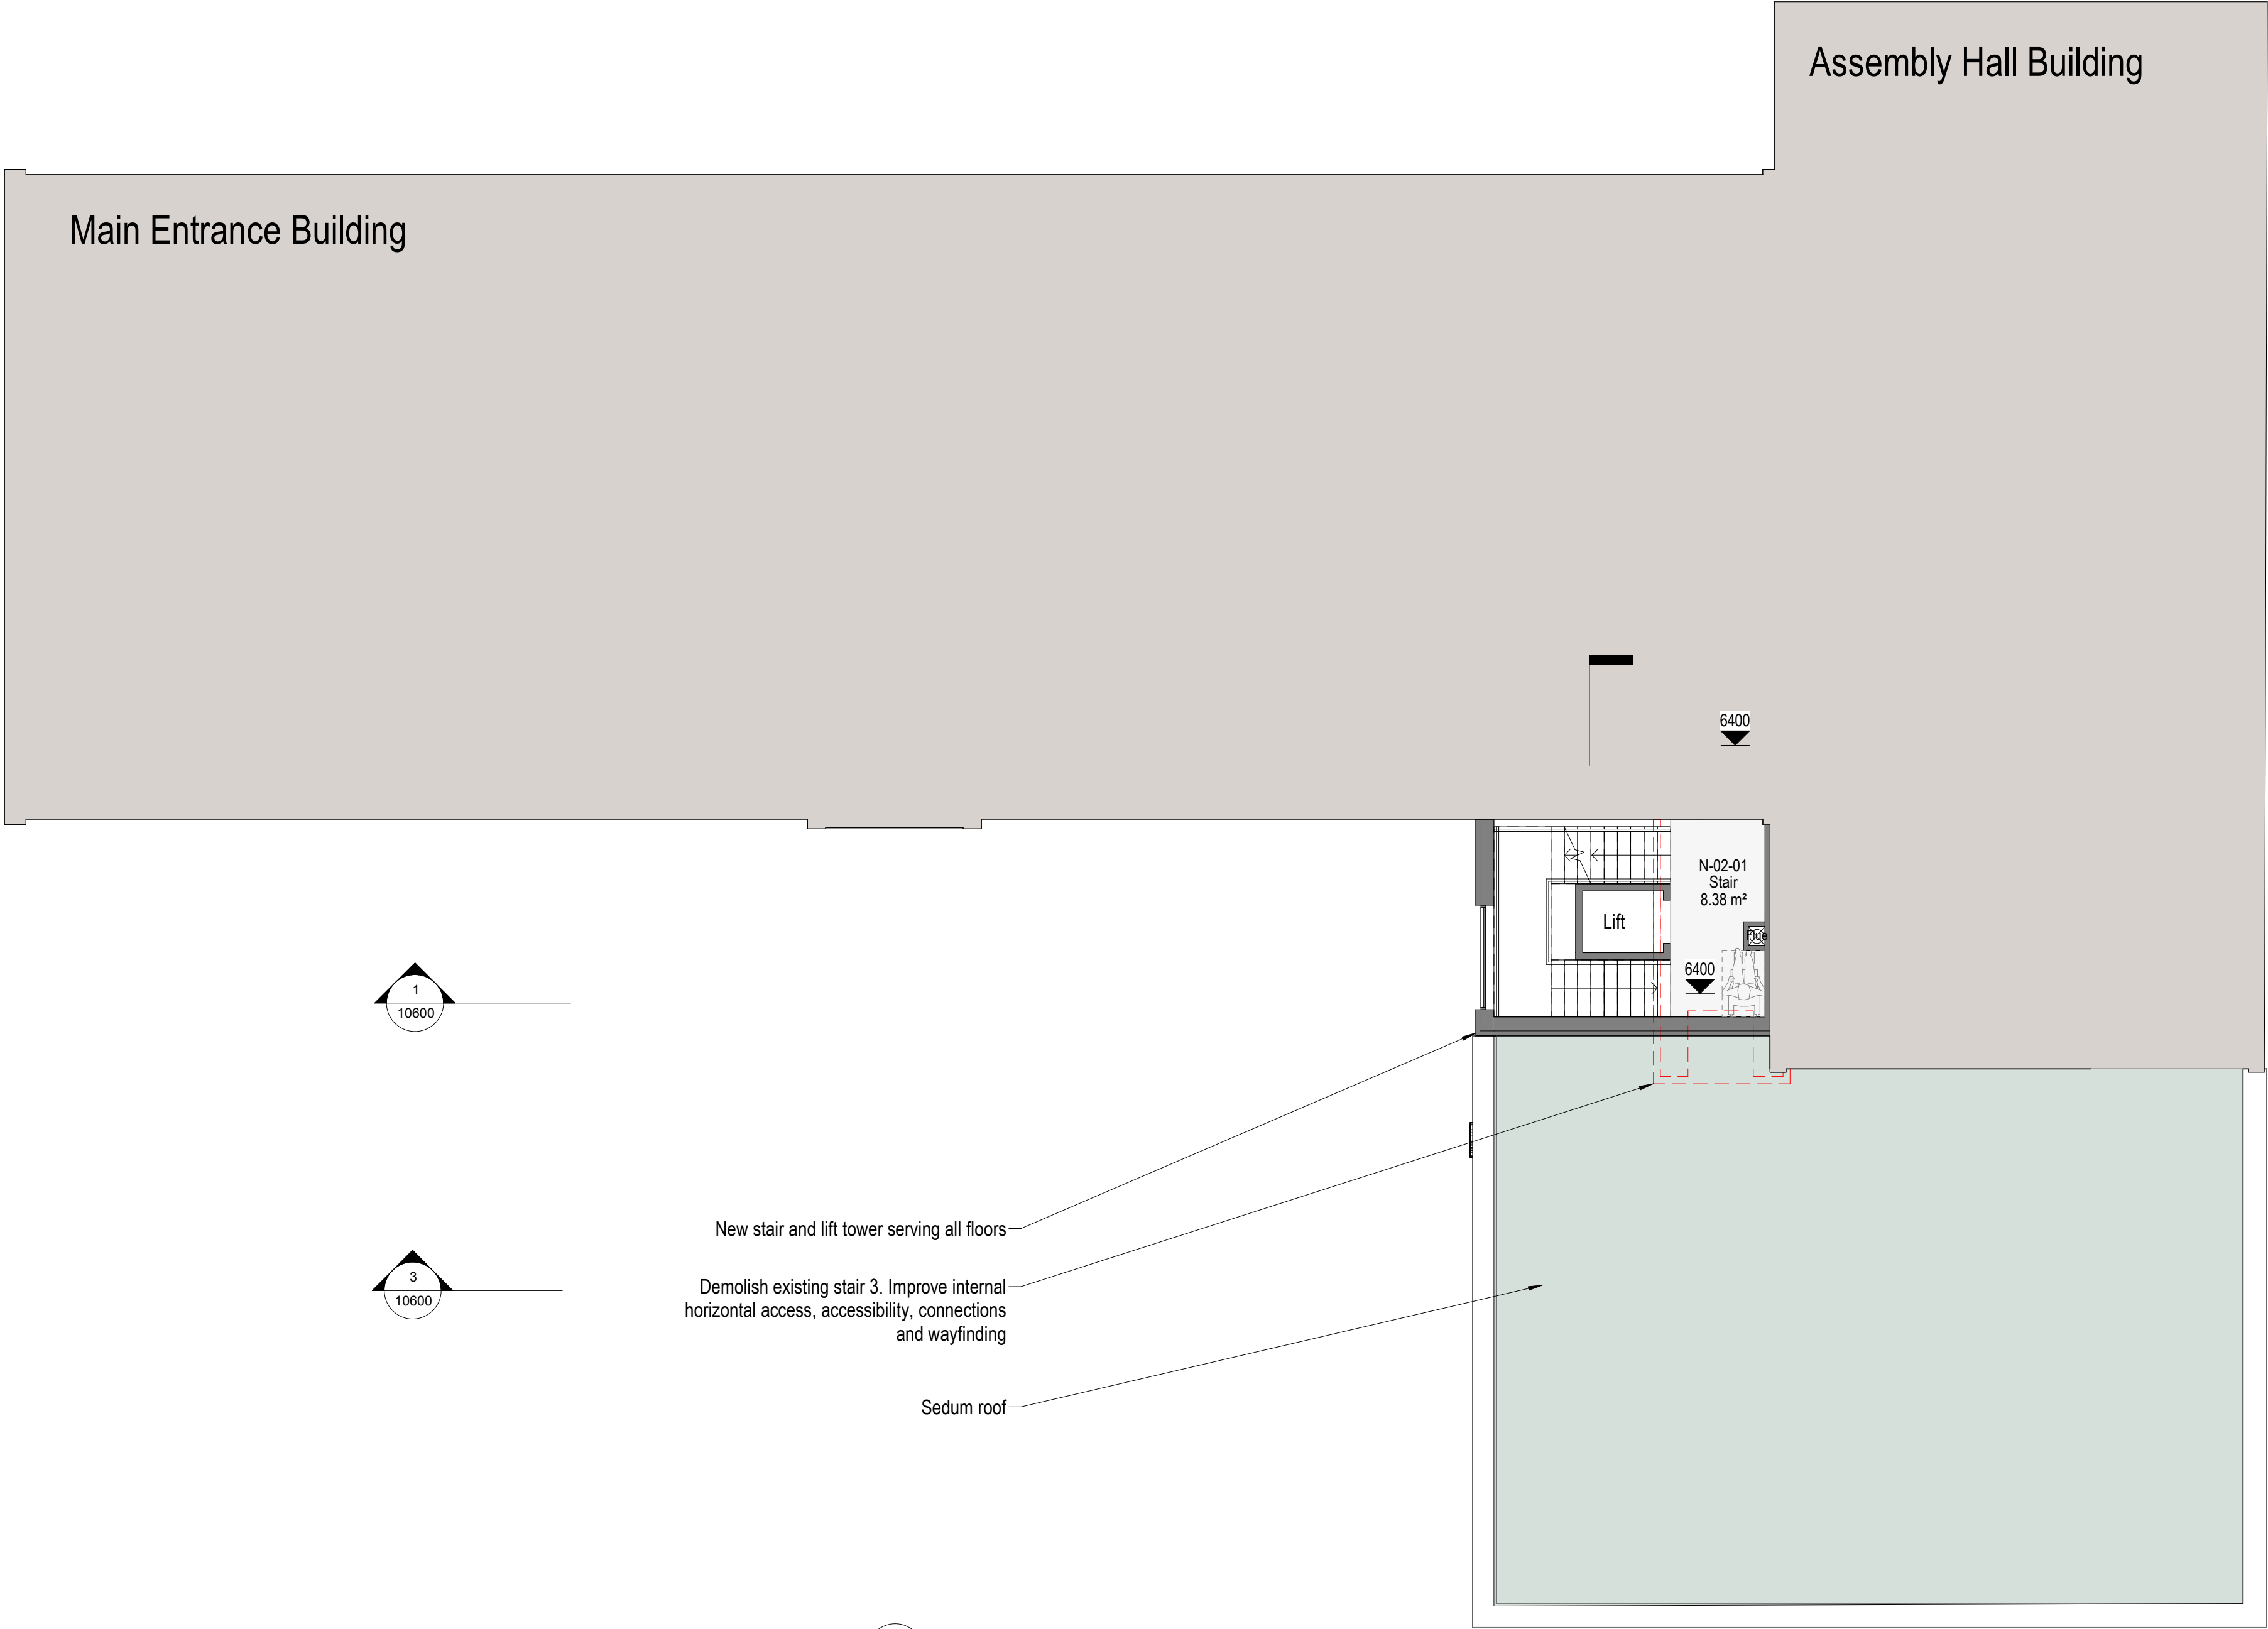 Assembly Hall Building
Main Entrance Building
6400
N-02-01
Stair
8.38 m²
Lift
Flue
6400
1
10600
New stair and lift tower serving all floors
3
10600
Demolish existing stair 3. Improve internal
horizontal access, accessibility, connections
and wayfinding
Sedum roof